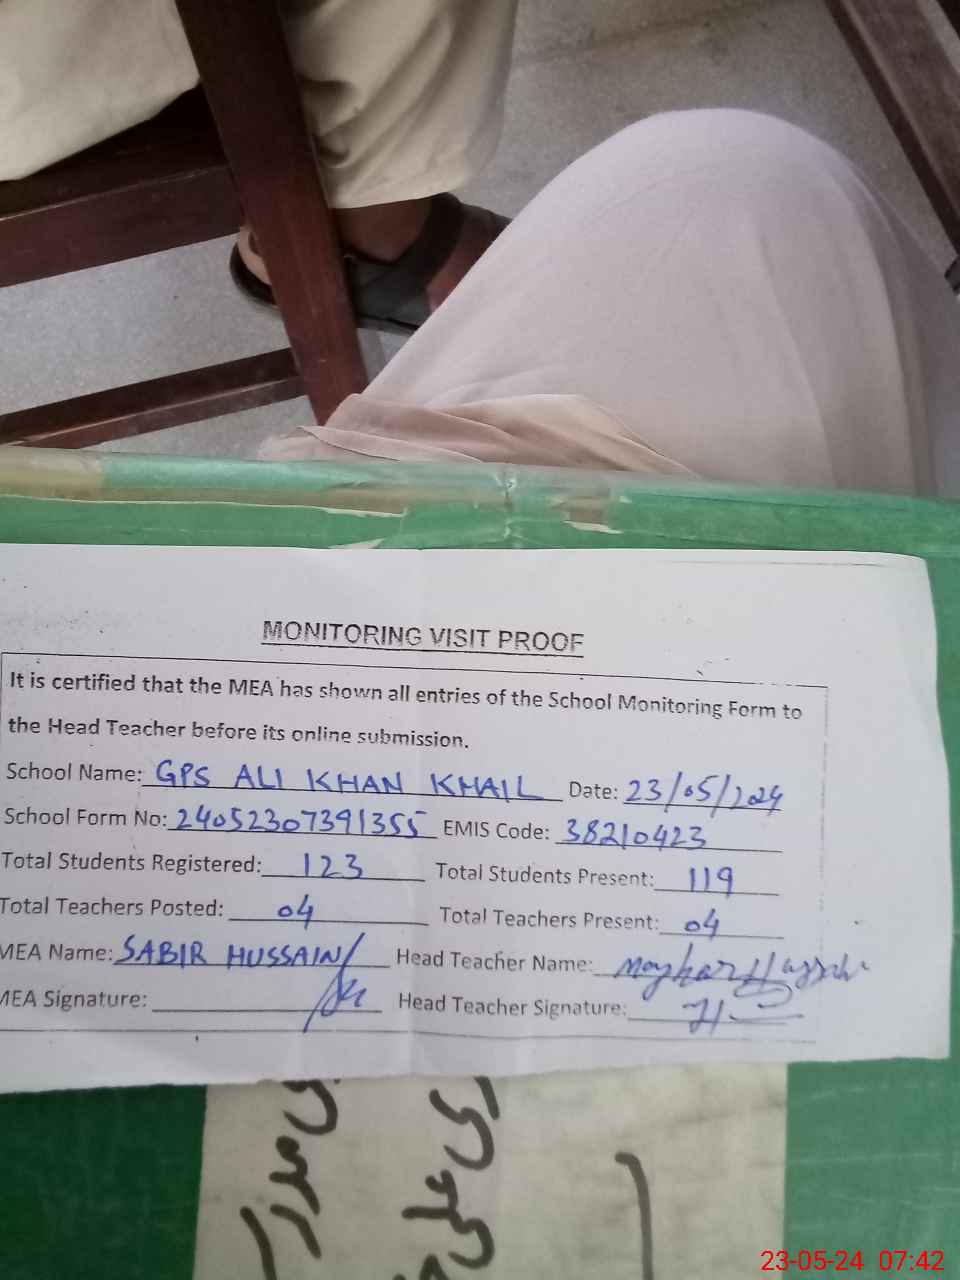 MONITORING VISIT PROOF
It is certified that the MEA has shown all entries of the School Monitoring Form to
the Head Teacher before its online submission.
School Name: GPS ALI KHAN KHAIL Date: 23/05/2024
School Form No: 24052307391355 EMIS Code: 38210423
Total Students Registered: 123 Total Students Present: 119
Total Teachers Posted: 04 Total Teachers Present: 04
MEA Name: SABIR HUSSAIN Head Teacher Name:
MEA Signature: Head Teacher Signature:
23-05-24 07:42